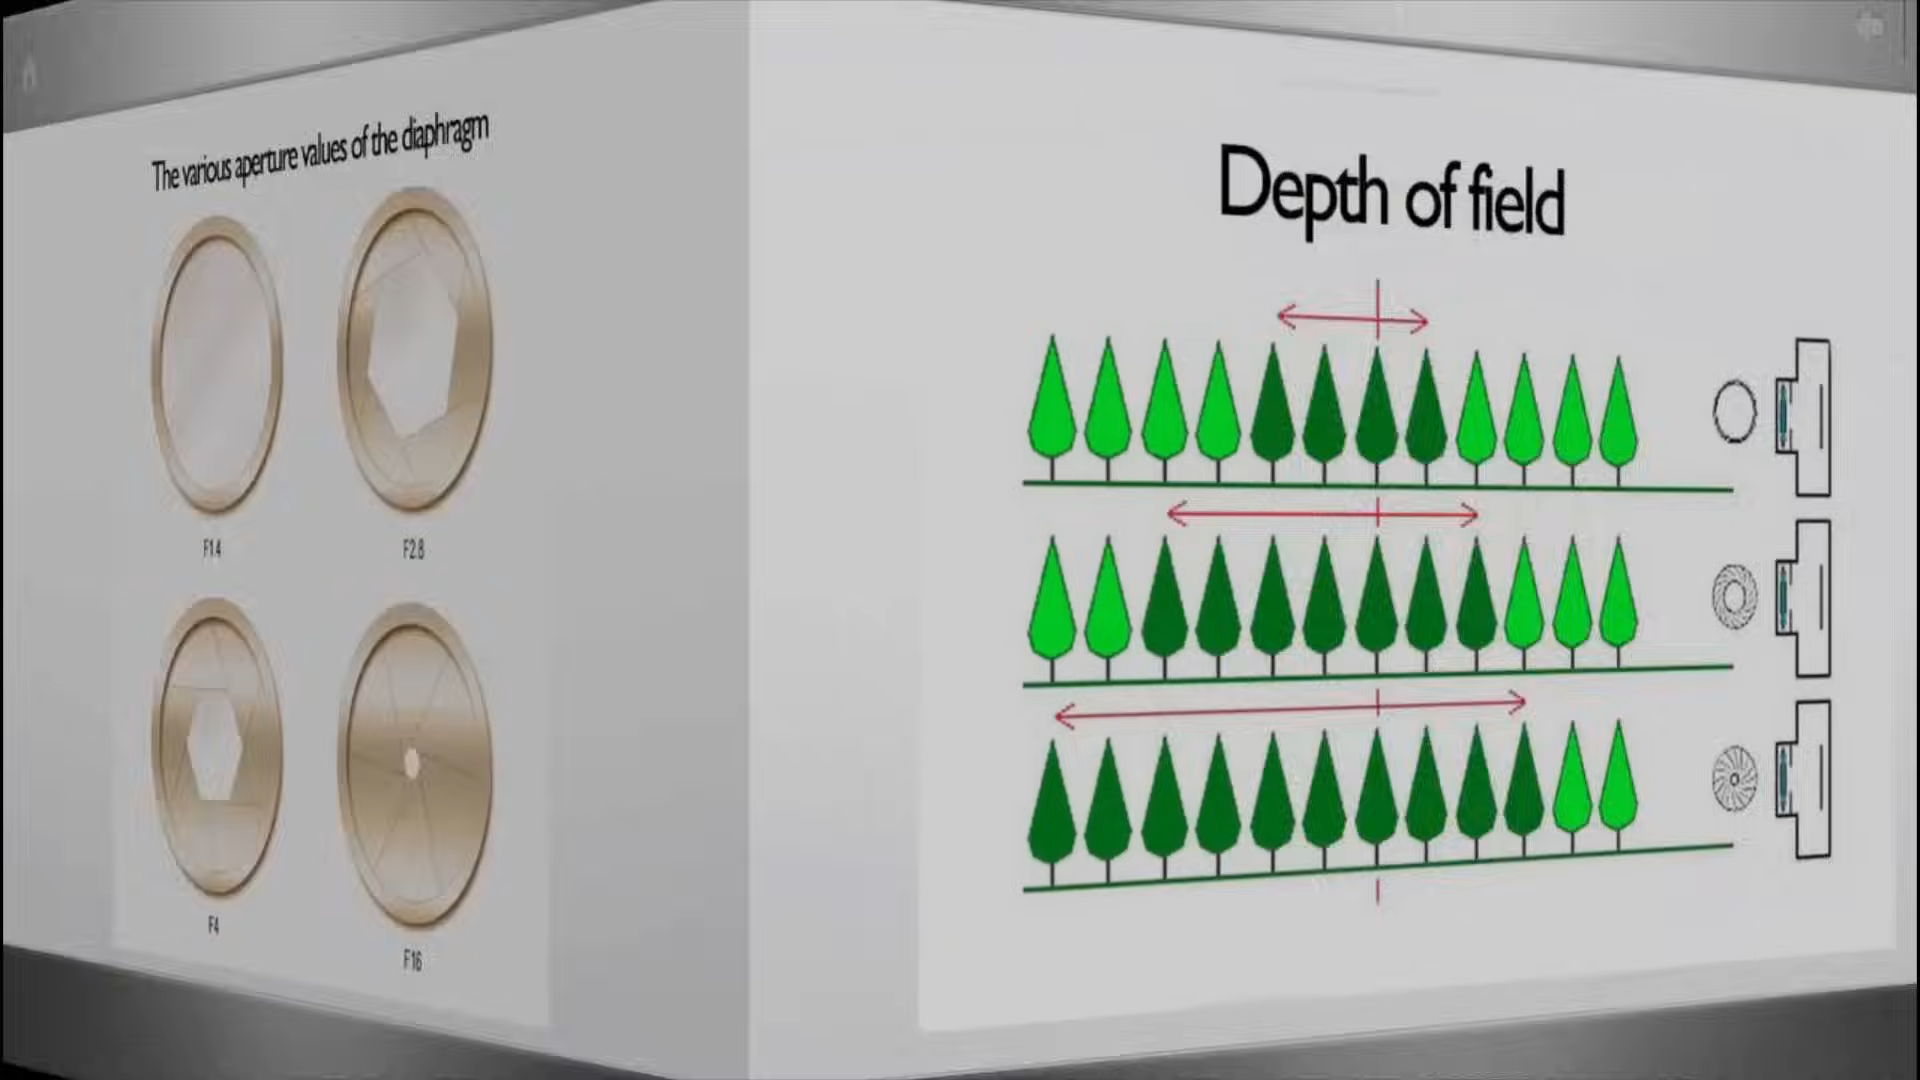 The various aperture values of the diaphragm
F1.4
F2.8
F4
F16
Depth of field